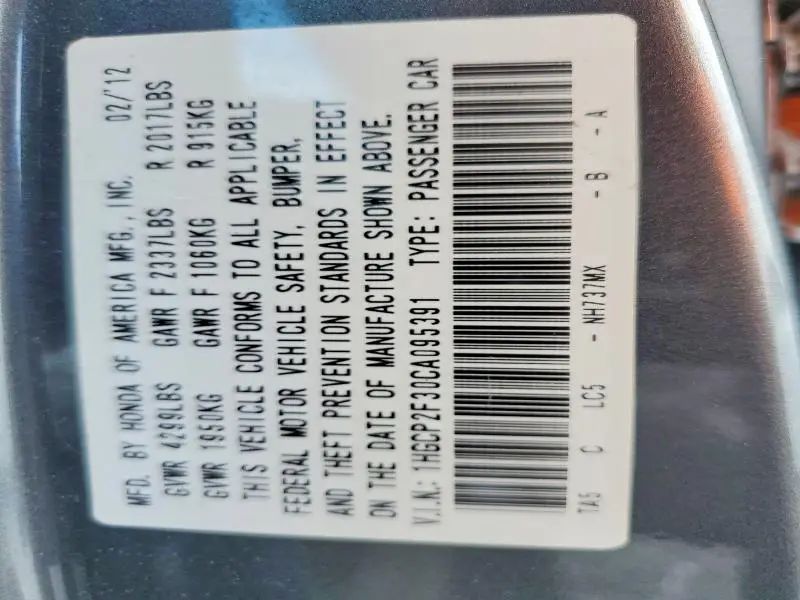 MFD. BY HONDA OF AMERICA MFG., INC. 02/'12
GVWR 4299LBS GAWR F 2337LBS R 2017LBS
GVWR 1950KG GAWR F 1060KG R 915KG
THIS VEHICLE CONFORMS TO ALL APPLICABLE
FEDERAL MOTOR VEHICLE SAFETY, BUMPER,
AND THEFT PREVENTION STANDARDS IN EFFECT
ON THE DATE OF MANUFACTURE SHOWN ABOVE.
V.I.N.: 1HGCP2F30CA095391 TYPE: PASSENGER CAR
TA5 C LC5 - NH737MX - B - A